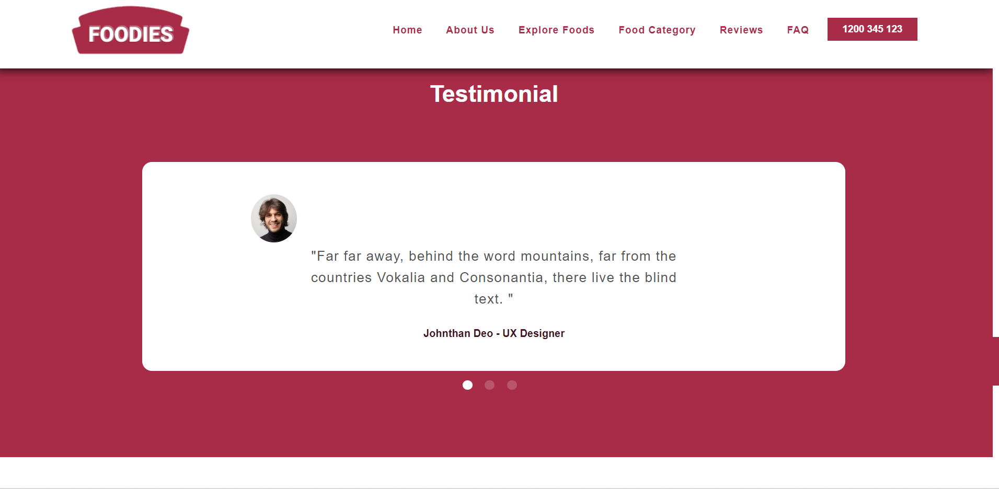 FOODIES
Home About Us Explore Foods Food Category Reviews FAQ 1200 345 123
Testimonial
"Far far away, behind the word mountains, far from the
countries Vokalia and Consonantia, there live the blind
text. "
Johnthan Deo - UX Designer